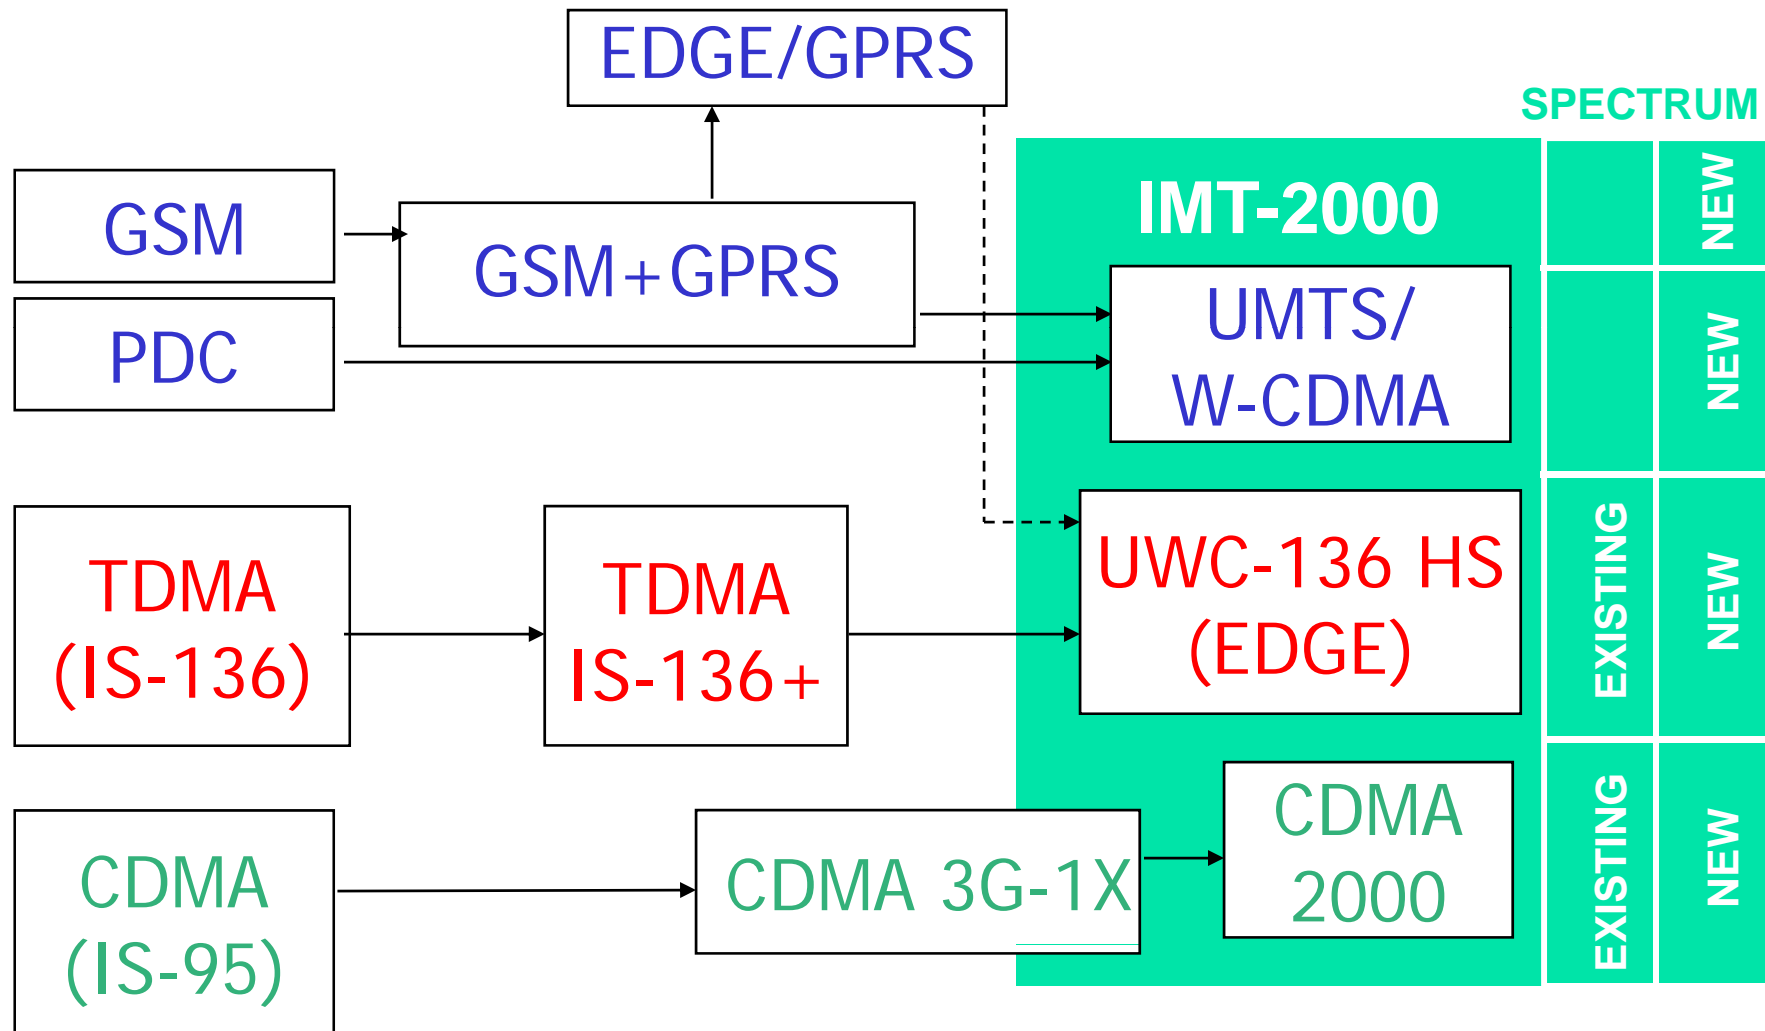 EDGE/GPRS
SPECTRUM
GSM
GSM+GPRS
PDC
IMT-2000
NEW
UMTS/
W-CDMA
NEW
TDMA
(IS-136)
TDMA
IS-136+
UWC-136 HS
(EDGE)
EXISTING
NEW
CDMA
(IS-95)
CDMA 3G-1X
CDMA
2000
EXISTING
NEW